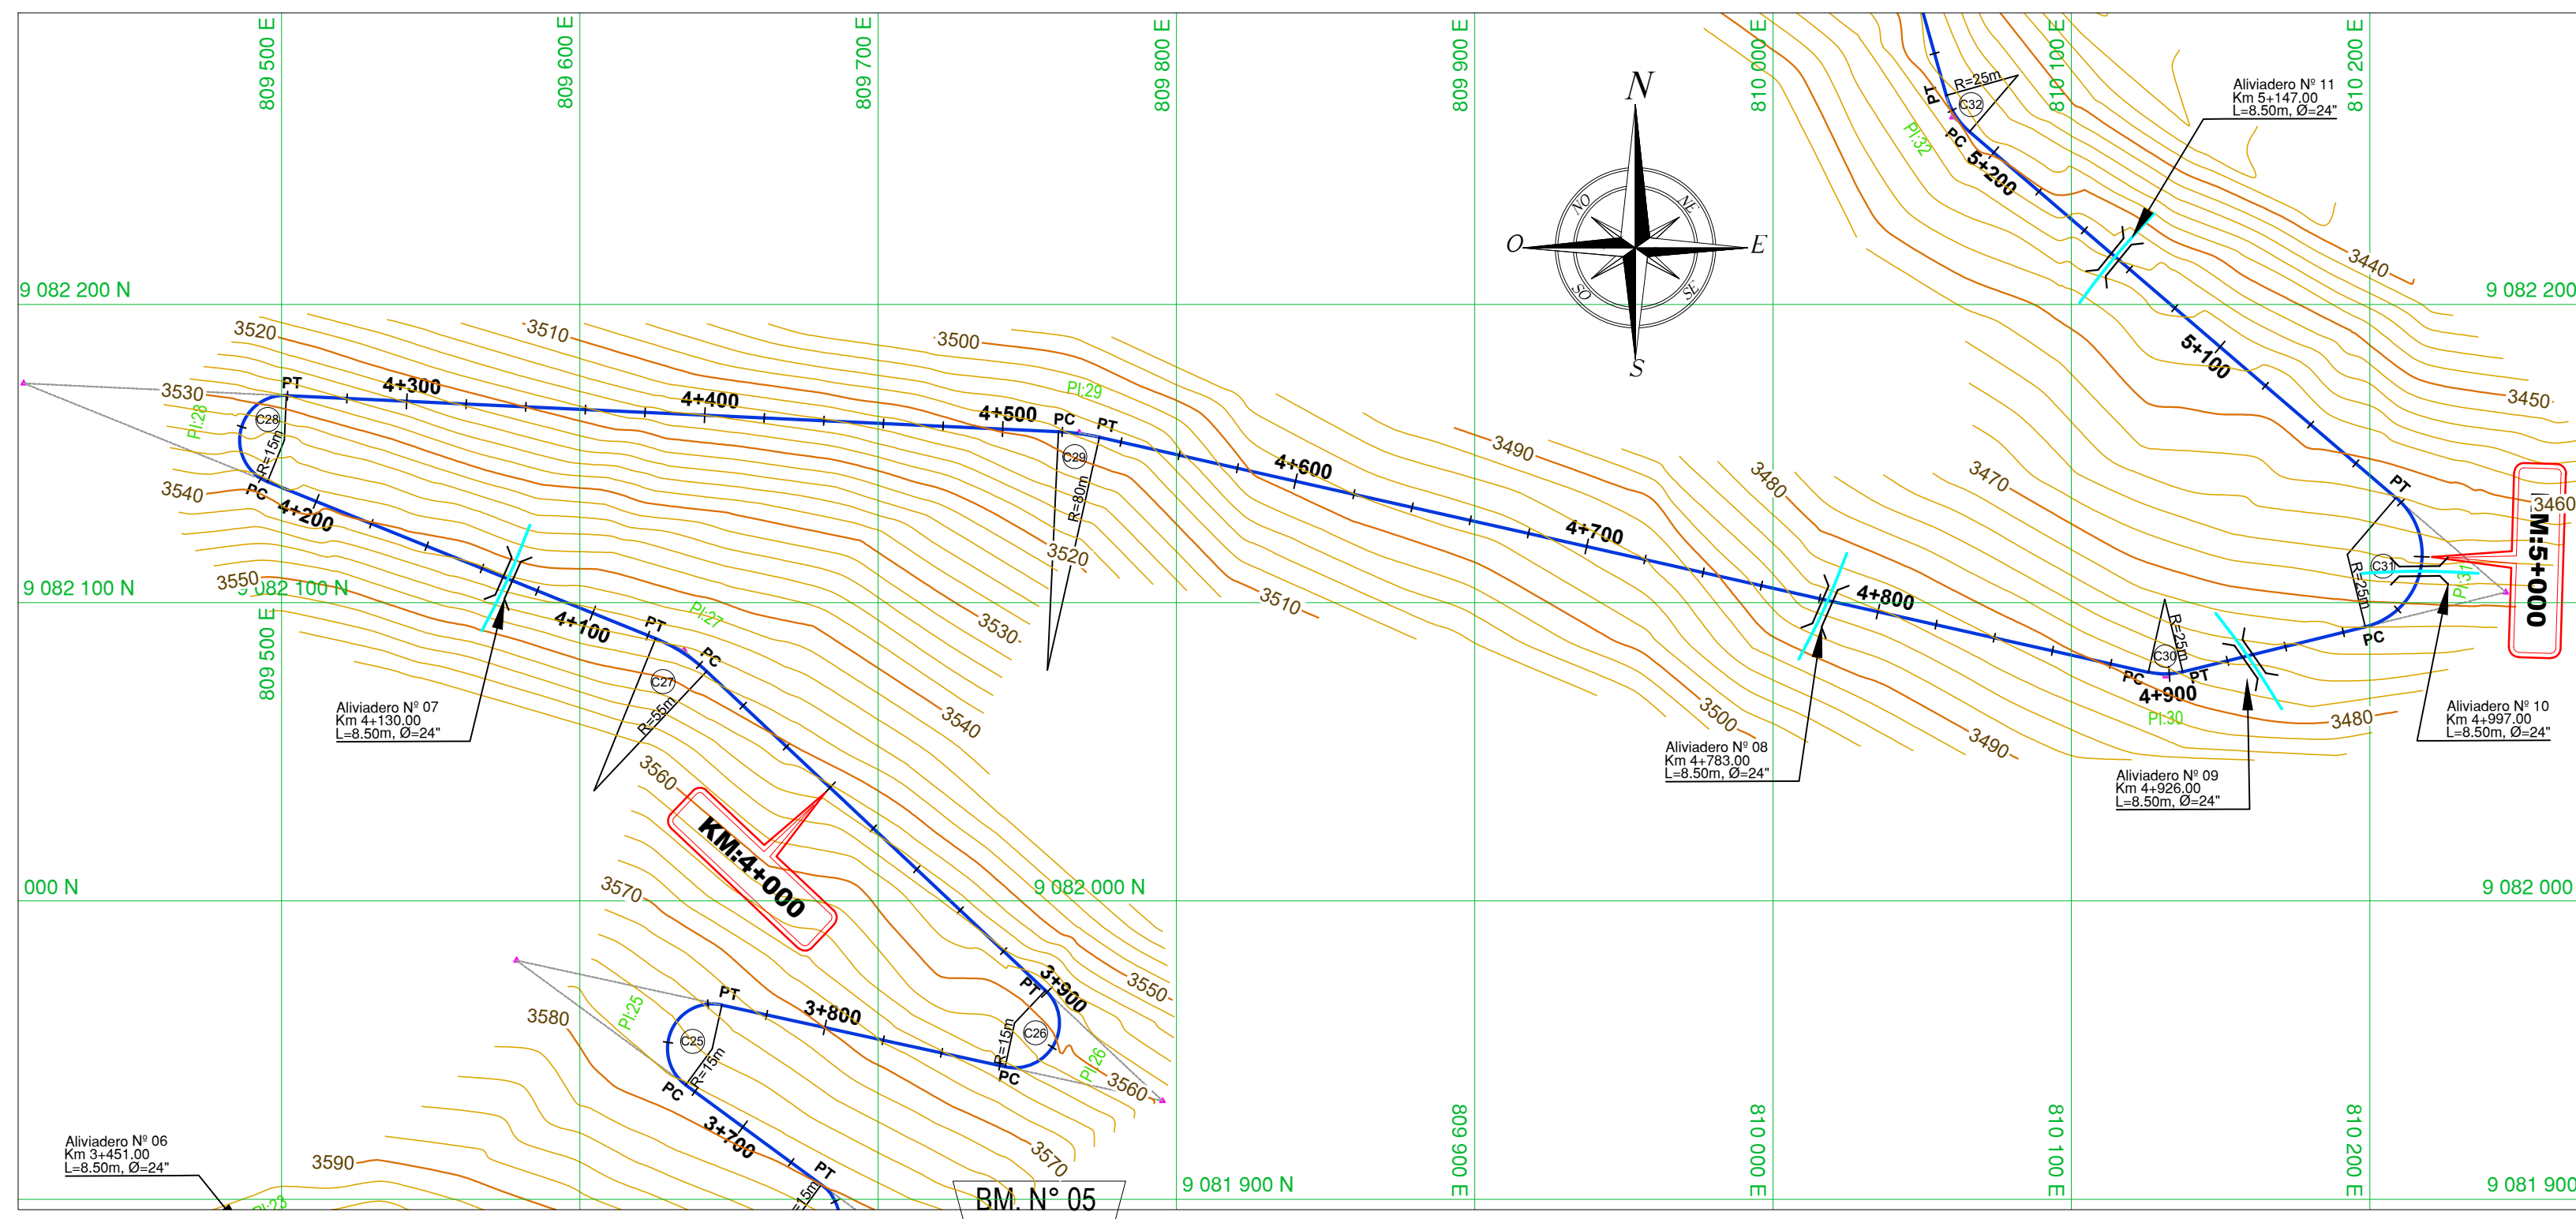 809 500 E
809 600 E
809 700 E
809 800 E
809 900 E
810 000 E
810 100 E
810 200 E
N
NO
NE
O
E
SO
SE
S
R=25m
C32
PT
PC
PI:32
5+200
Aliviadero Nº 11
Km 5+147.00
L=8.50m, Ø=24"
3440
9 082 200 N
9 082 200
3520
3510
3500
5+100
3450
3530
PT
4+300
4+400
4+500
PC
PT
PI:29
PI:28
C28
R=15m
C29
R=80m
4+600
3490
3480
3470
PT
3460
3540
PC
4+200
4+700
M:5+000
3520
3550
9 082 100 N
9 082 100 N
809 500 E
4+100
PT
PI:27
PC
3530
3510
4+800
C31
R=25m
PI:31
PC
C27
R=55m
C30
R=25m
PC
PT
4+900
PI:30
3480
Aliviadero Nº 07
Km 4+130.00
L=8.50m, Ø=24"
3540
3500
3490
Aliviadero Nº 08
Km 4+783.00
L=8.50m, Ø=24"
Aliviadero Nº 09
Km 4+926.00
L=8.50m, Ø=24"
Aliviadero Nº 10
Km 4+997.00
L=8.50m, Ø=24"
3560
KM:4+000
3570
000 N
9 082 000 N
9 082 000
3+900
PT
3550
PI:25
PT
3+800
3580
C25
R=15m
PC
R=15m
C26
PC
PI:26
3560
3+700
PT
=15m
3570
Aliviadero Nº 06
Km 3+451.00
L=8.50m, Ø=24"
3590
PI:23
BM. N° 05
9 081 900 N
809 900 E
810 000 E
810 100 E
810 200 E
9 081 900